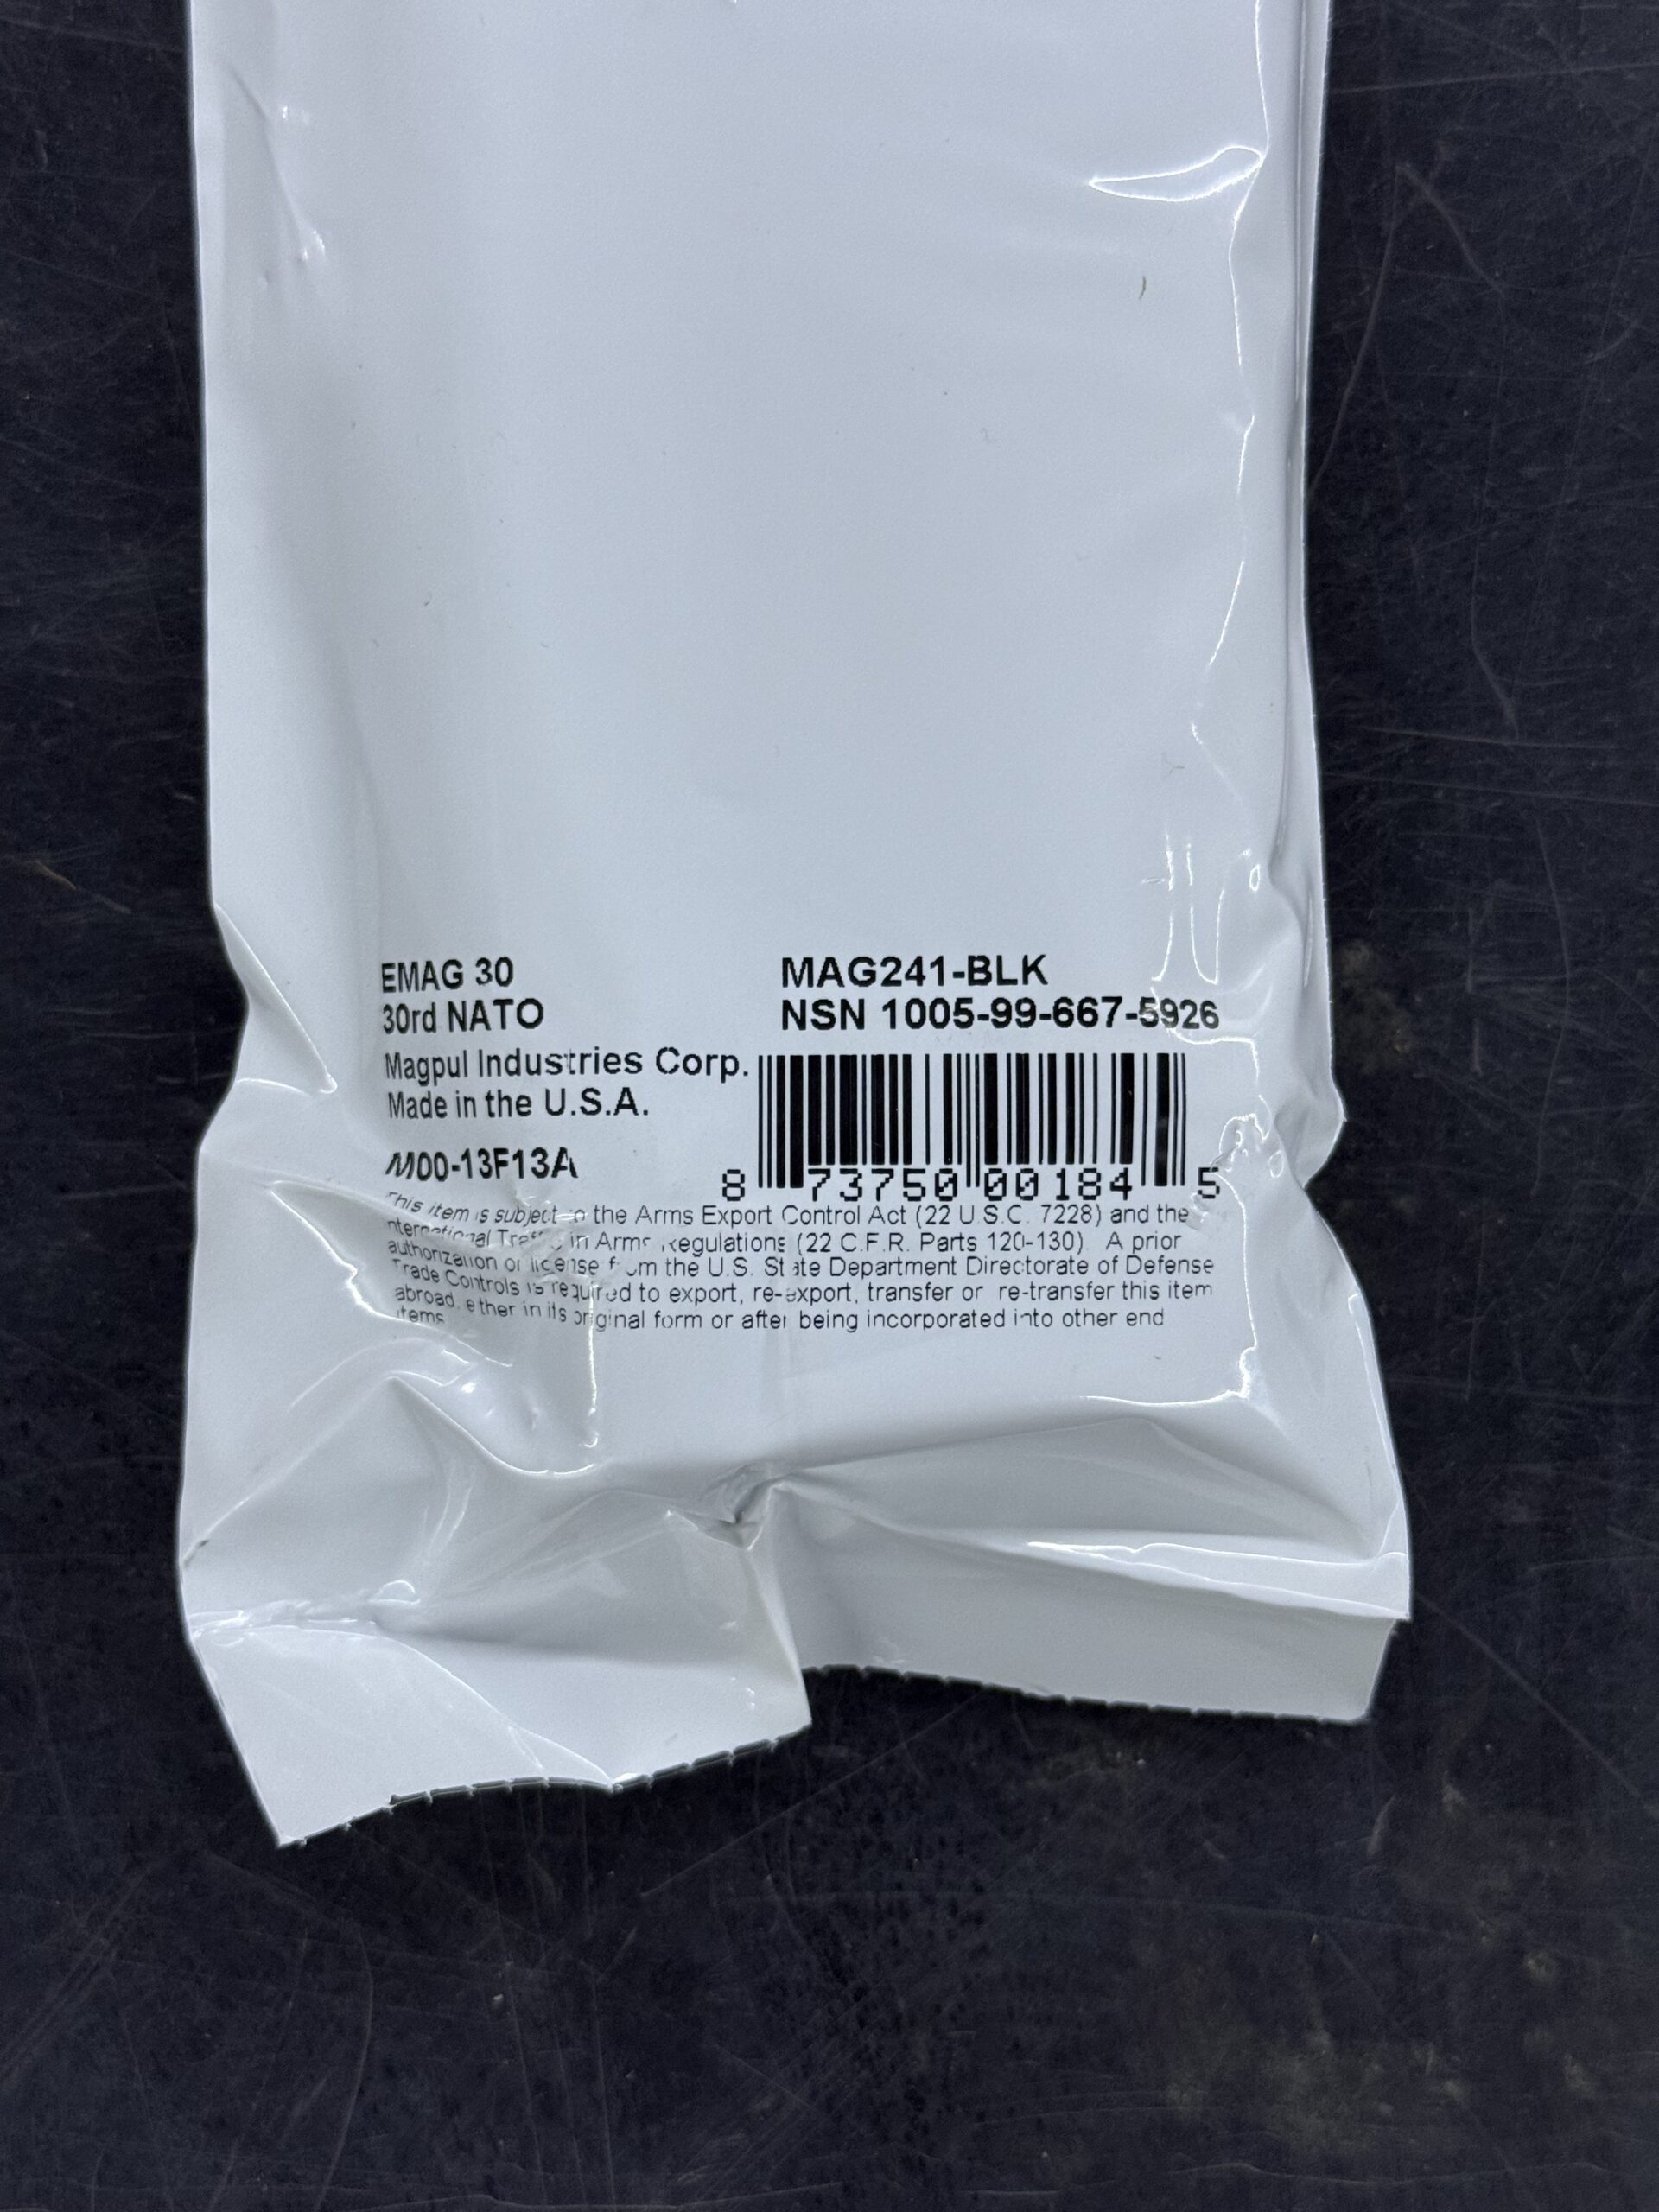 EMAG 30
30rd NATO
Magpul Industries Corp.
Made in the U.S.A.
M00-13F13A
MAG241-BLK
NSN 1005-99-667-5926
8 73750 00184 5
This item is subject to the Arms Export Control Act (22 U.S.C. 7228) and the
International Traffic in Arms Regulations (22 C.F.R. Parts 120-130). A prior
authorization or license from the U.S. State Department Directorate of Defense
Trade Controls is required to export, re-export, transfer or re-transfer this item
abroad, either in its original form or after being incorporated into other end
items